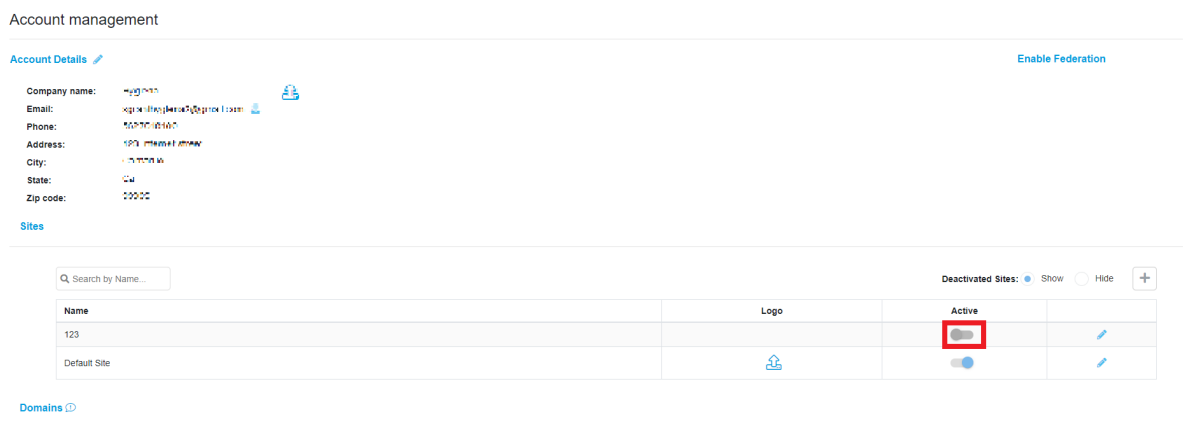 Account management
Account Details
Enable Federation
Company name:
Email:
Phone:
Address:
City:
State:
Zip code:
Sites
Search by Name...
Deactivated Sites: Show Hide
Name Logo Active
123
Default Site
Domains